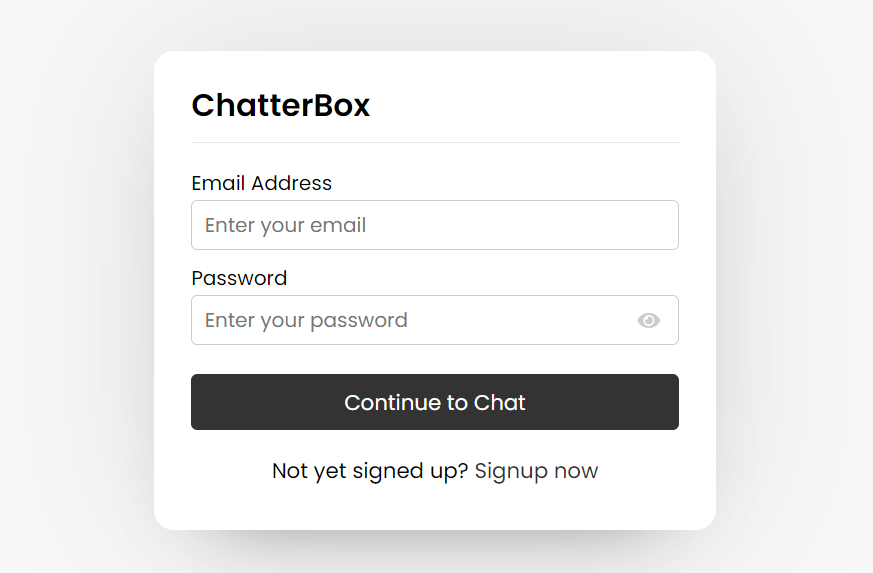 ChatterBox
Email Address
Enter your email
Password
Enter your password
Continue to Chat
Not yet signed up? Signup now